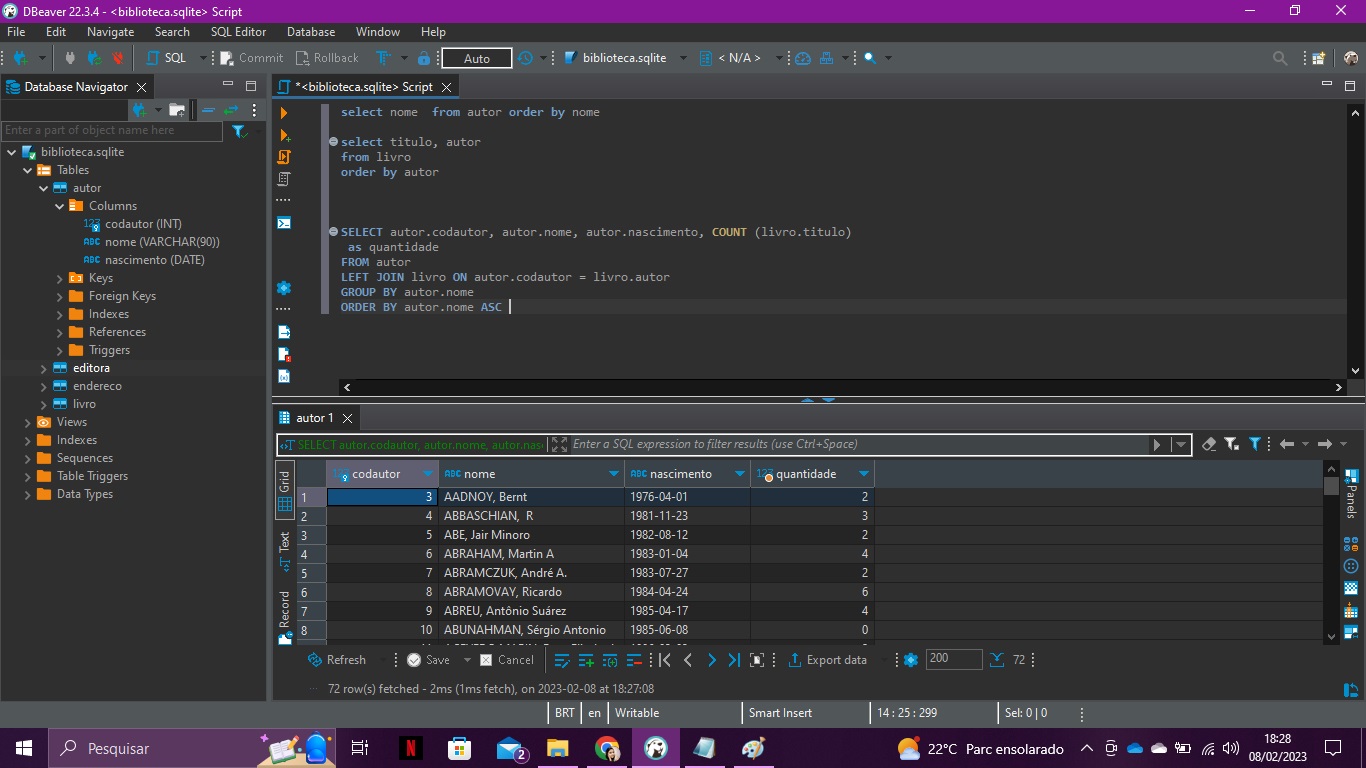 DBeaver 22.3.4 - <biblioteca.sqlite> Script
File Edit Navigate Search SQL Editor Database Window Help
SQL Commit Rollback Auto biblioteca.sqlite < N/A >
Database Navigator
*<biblioteca.sqlite> Script
Enter a part of object name here
biblioteca.sqlite
Tables
autor
Columns
codautor (INT)
nome (VARCHAR(90))
nascimento (DATE)
Keys
Foreign Keys
Indexes
References
Triggers
editora
endereco
livro
Views
Indexes
Sequences
Table Triggers
Data Types
select nome  from autor order by nome
select titulo, autor
from livro
order by autor
SELECT autor.codautor, autor.nome, autor.nascimento, COUNT (livro.titulo)
as quantidade
FROM autor
LEFT JOIN livro ON autor.codautor = livro.autor
GROUP BY autor.nome
ORDER BY autor.nome ASC
autor 1
SELECT autor.codautor, autor.nome, autor.nas
Enter a SQL expression to filter results (use Ctrl+Space)
Grid
Text
Record
Panels
codautor nome nascimento quantidade
1 3 AADNOY, Bernt 1976-04-01 2
2 4 ABBASCHIAN,  R 1981-11-23 3
3 5 ABE, Jair Minoro 1982-08-12 2
4 6 ABRAHAM, Martin A 1983-01-04 4
5 7 ABRAMCZUK, André A. 1983-07-27 2
6 8 ABRAMOVAY, Ricardo 1984-04-24 6
7 9 ABREU, Antônio Suárez 1985-04-17 4
8 10 ABUNAHMAN, Sérgio Antonio 1985-06-08 0
Refresh Save Cancel Export data 200 72
72 row(s) fetched - 2ms (1ms fetch), on 2023-02-08 at 18:27:08
BRT en Writable Smart Insert 14 : 25 : 299 Sel: 0 | 0
Pesquisar
N
2
22°C Parc ensolarado
18:28
08/02/2023